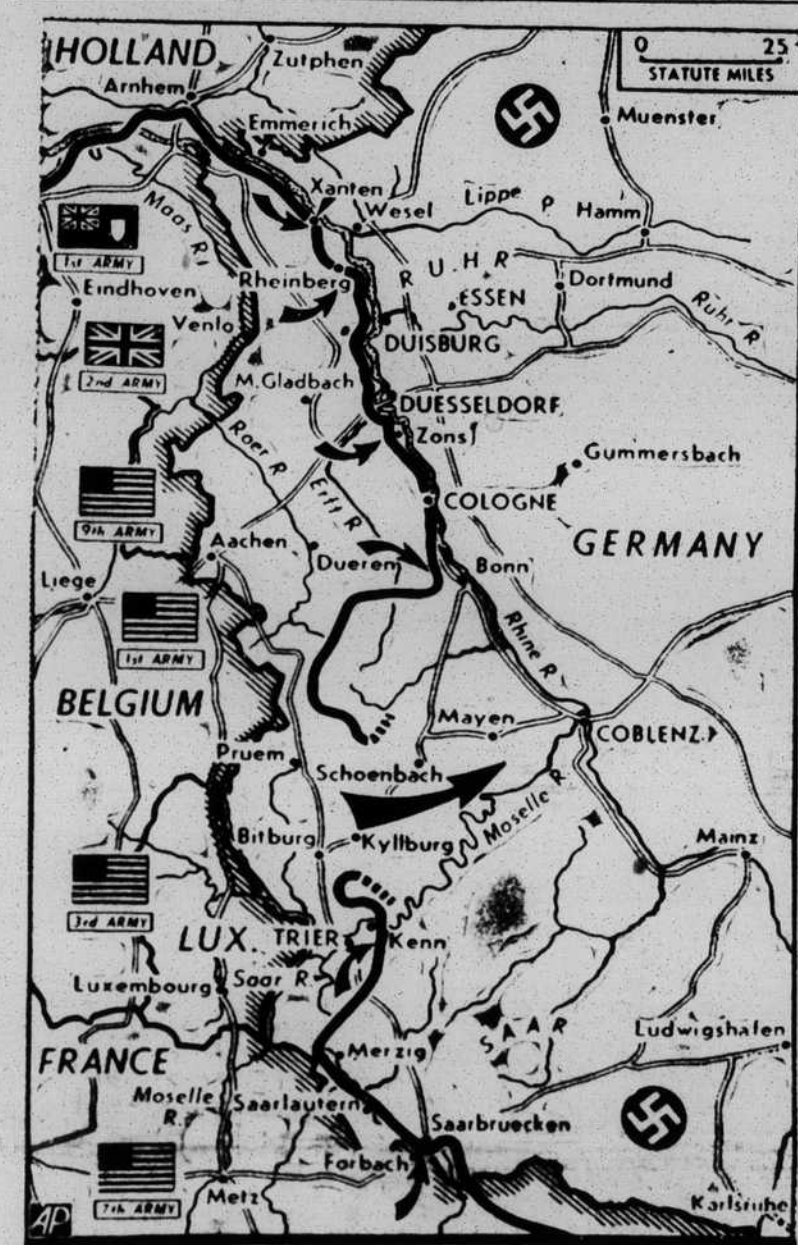 HOLLAND
Zutphen
0 25
STATUTE MILES
Arnhem
Emmerich
Muenster
Xanten
Wesel
Lippe
Hamm
Maas R
1st ARMY
Eindhoven
Rheinberg
RUHR
ESSEN
Dortmund
Venlo
Ruhr R
DUISBURG
2nd ARMY
M.Gladbach
DUESSELDORF
Zons
Roer R
Erft R
Gummersbach
COLOGNE
9th ARMY
Aachen
Dueren
GERMANY
Liege
Bonn
1st ARMY
Rhine R
BELGIUM
Mayen
COBLENZ
Pruem
Schoenbach
Moselle R
Bitburg
Kyllburg
Mainz
3rd ARMY
LUX.
TRIER
Kenn
Luxembourg
Saar R.
SAAR
Ludwigshafen
FRANCE
Merzig
Moselle R.
Saarlautern
Saarbruecken
Forbach
7th ARMY
Metz
Karlsruhe
AP